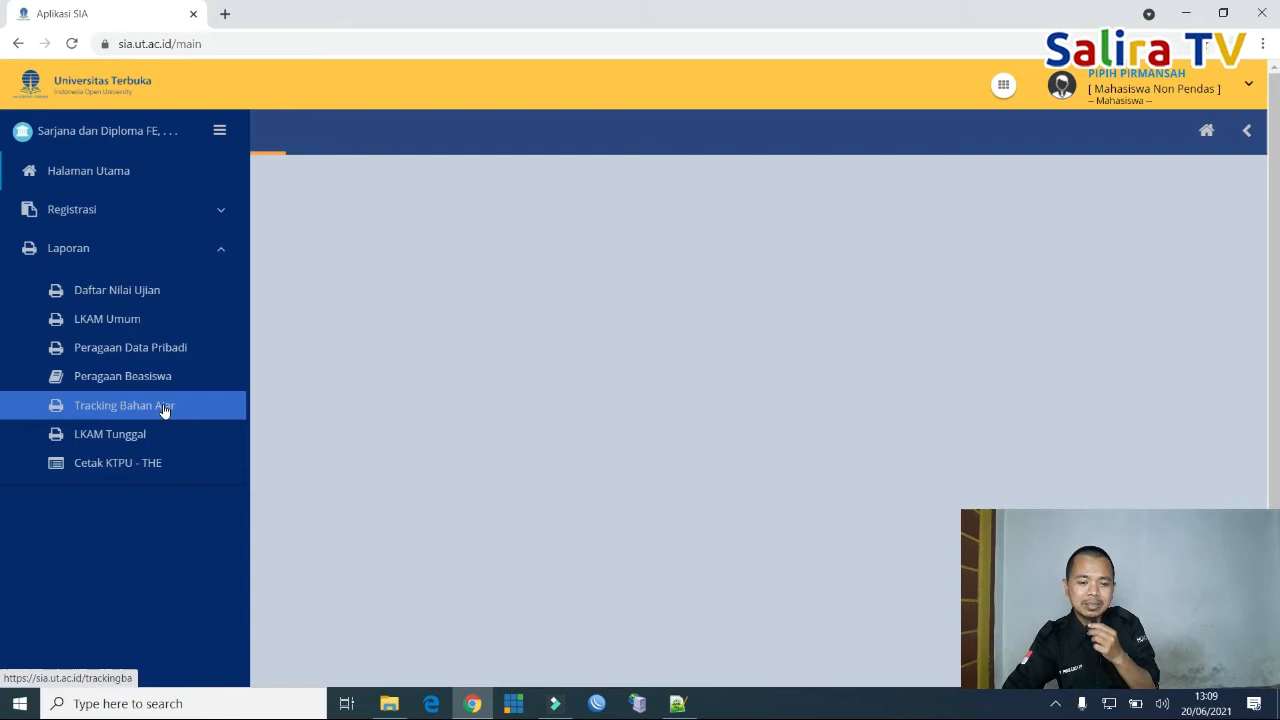 Aplikasi SIA
sia.ut.ac.id/main
Salira TV
Universitas Terbuka
Indonesia Open University
PIPIH PIRMANSAH
[ Mahasiswa Non Pendas ]
-- Mahasiswa --
Sarjana dan Diploma FE, . . .
Halaman Utama
Registrasi
Laporan
Daftar Nilai Ujian
LKAM Umum
Peragaan Data Pribadi
Peragaan Beasiswa
Tracking Bahan Ajar
LKAM Tunggal
Cetak KTPU - THE
https://sia.ut.ac.id/trackingba
Type here to search
13:09
20/06/2021